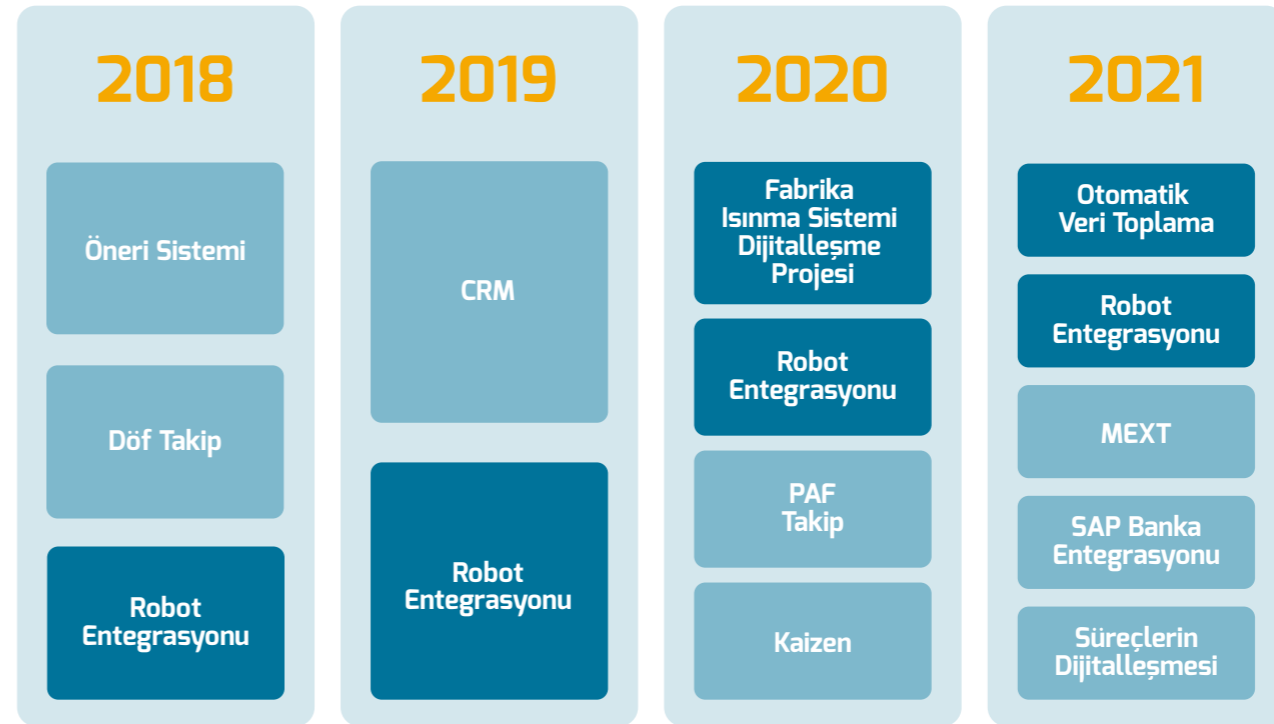 2018
Öneri Sistemi
Döf Takip
Robot
Entegrasyonu
2019
CRM
Robot
Entegrasyonu
2020
Fabrika
Isınma Sistemi
Dijitalleşme
Projesi
Robot
Entegrasyonu
PAF
Takip
Kaizen
2021
Otomatik
Veri Toplama
Robot
Entegrasyonu
MEXT
SAP Banka
Entegrasyonu
Süreçlerin
Dijitalleşmesi